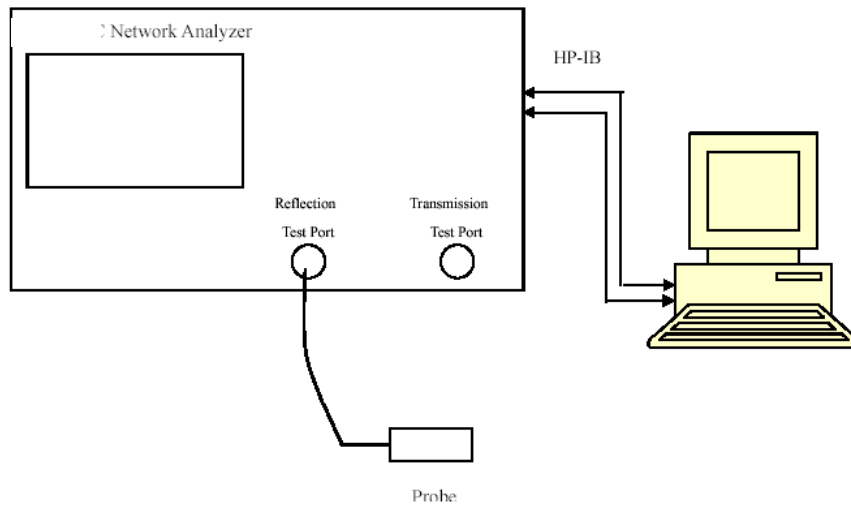 Network Analyzer
HP-IB
Reflection
Test Port
Transmission
Test Port
Probe